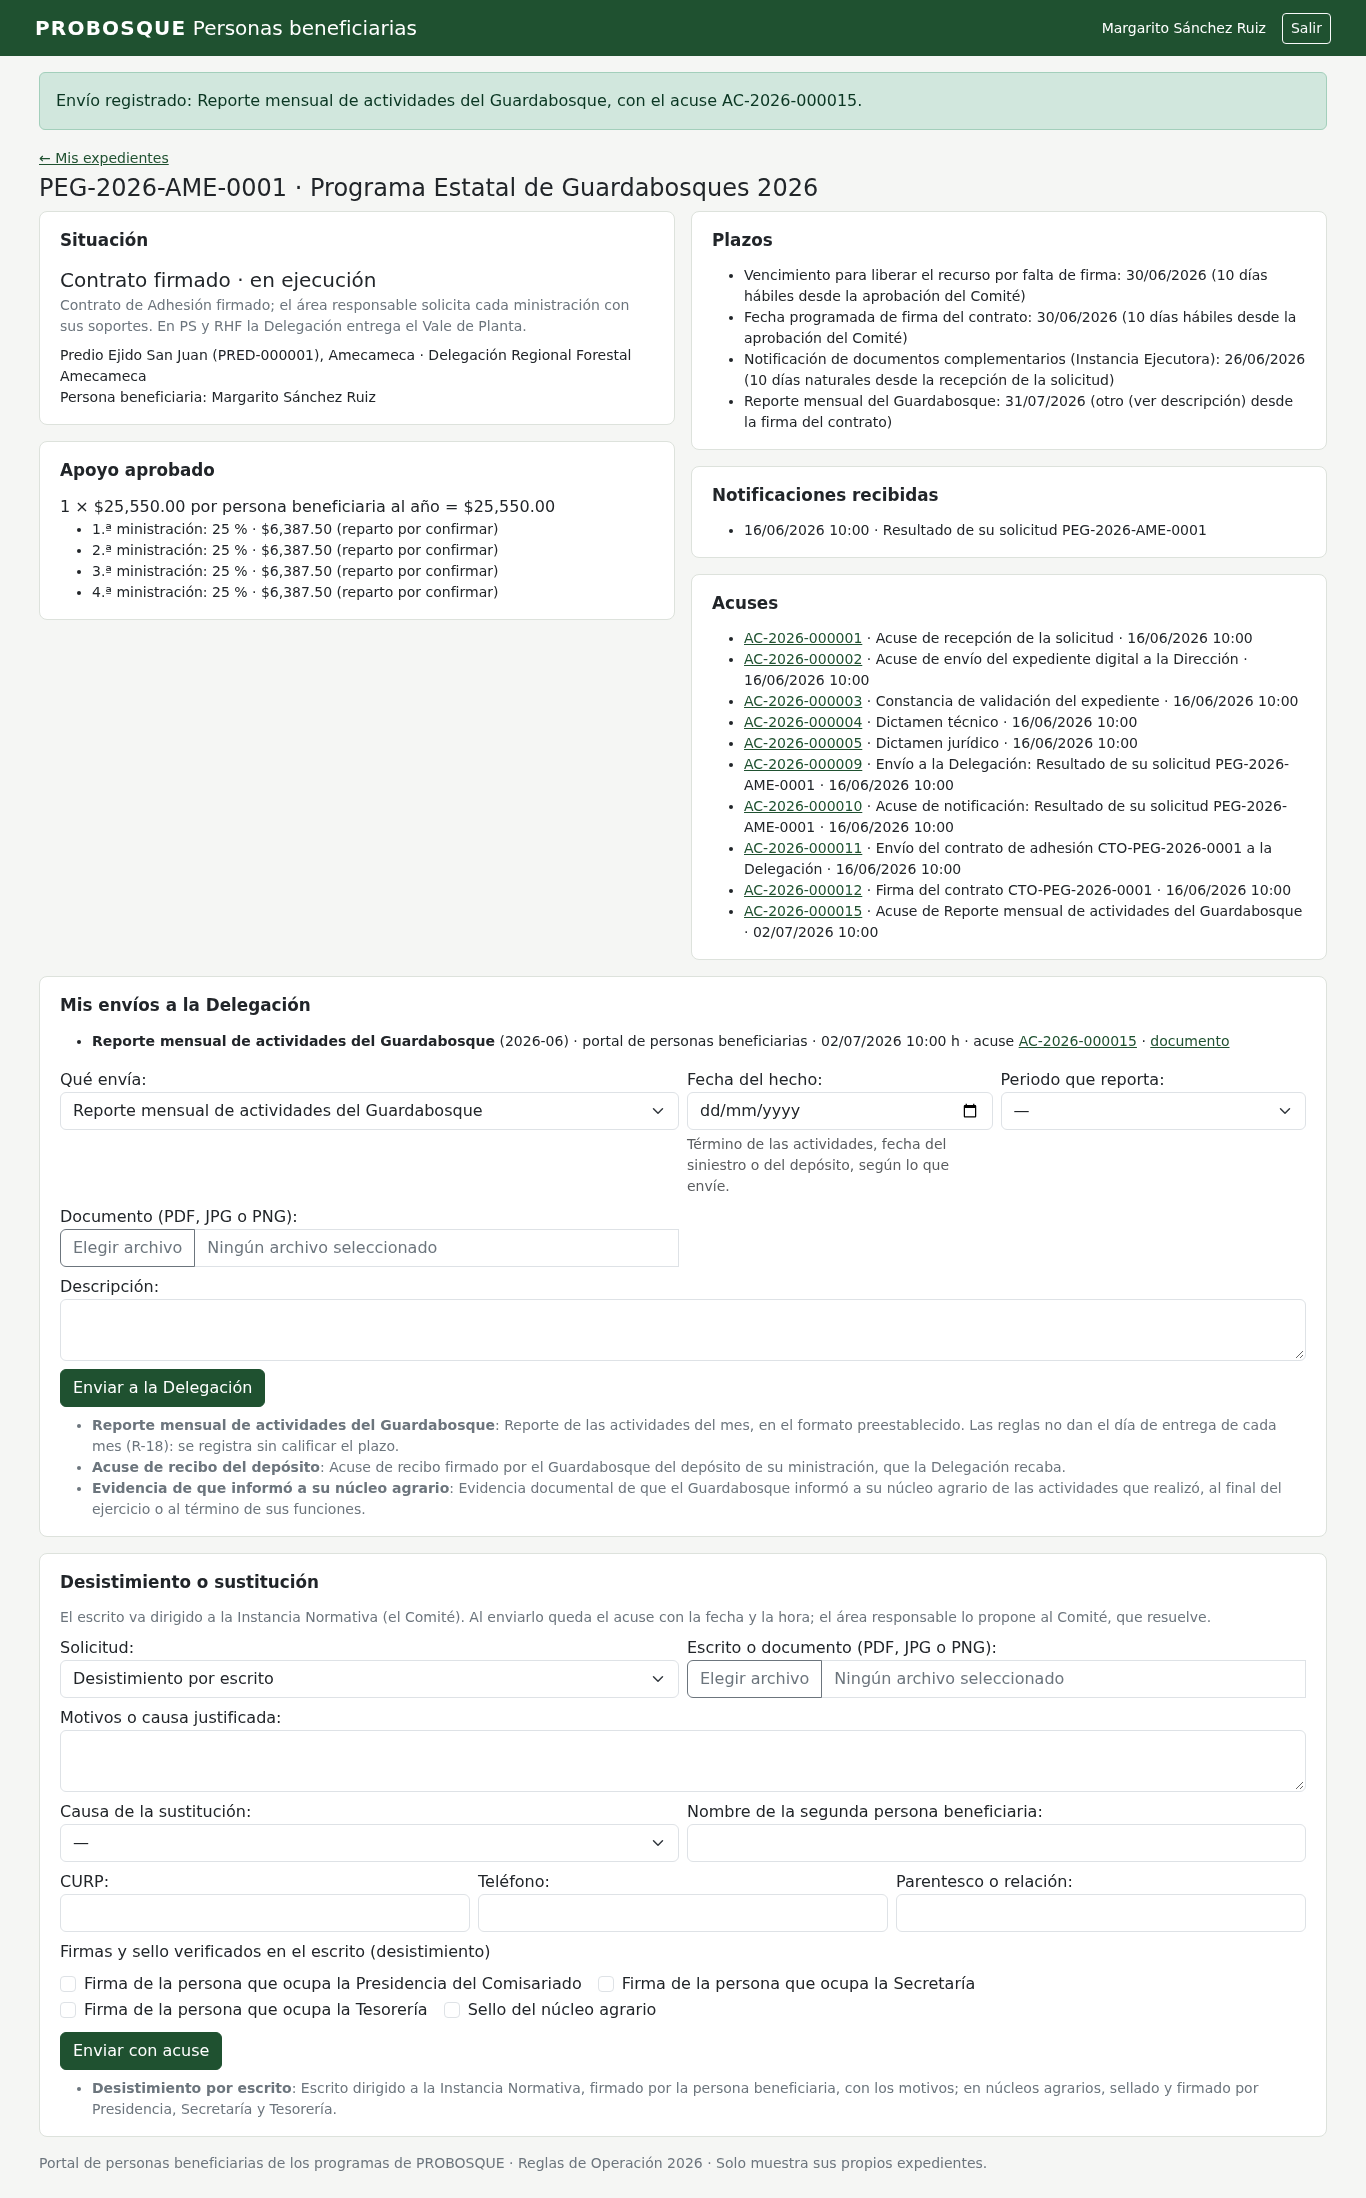 PROBOSQUE Personas beneficiarias
Margarito Sánchez Ruiz
Salir
Envío registrado: Reporte mensual de actividades del Guardabosque, con el acuse AC-2026-000015.
← Mis expedientes
PEG-2026-AME-0001 · Programa Estatal de Guardabosques 2026
Situación
Contrato firmado · en ejecución
Contrato de Adhesión firmado; el área responsable solicita cada ministración con
sus soportes. En PS y RHF la Delegación entrega el Vale de Planta.
Predio Ejido San Juan (PRED-000001), Amecameca · Delegación Regional Forestal
Amecameca
Persona beneficiaria: Margarito Sánchez Ruiz
Apoyo aprobado
1 × $25,550.00 por persona beneficiaria al año = $25,550.00
• 1.ª ministración: 25 % · $6,387.50 (reparto por confirmar)
• 2.ª ministración: 25 % · $6,387.50 (reparto por confirmar)
• 3.ª ministración: 25 % · $6,387.50 (reparto por confirmar)
• 4.ª ministración: 25 % · $6,387.50 (reparto por confirmar)
Plazos
• Vencimiento para liberar el recurso por falta de firma: 30/06/2026 (10 días
hábiles desde la aprobación del Comité)
• Fecha programada de firma del contrato: 30/06/2026 (10 días hábiles desde la
aprobación del Comité)
• Notificación de documentos complementarios (Instancia Ejecutora): 26/06/2026
(10 días naturales desde la recepción de la solicitud)
• Reporte mensual del Guardabosque: 31/07/2026 (otro (ver descripción) desde
la firma del contrato)
Notificaciones recibidas
• 16/06/2026 10:00 · Resultado de su solicitud PEG-2026-AME-0001
Acuses
• AC-2026-000001 · Acuse de recepción de la solicitud · 16/06/2026 10:00
• AC-2026-000002 · Acuse de envío del expediente digital a la Dirección ·
16/06/2026 10:00
• AC-2026-000003 · Constancia de validación del expediente · 16/06/2026 10:00
• AC-2026-000004 · Dictamen técnico · 16/06/2026 10:00
• AC-2026-000005 · Dictamen jurídico · 16/06/2026 10:00
• AC-2026-000009 · Envío a la Delegación: Resultado de su solicitud PEG-2026-
AME-0001 · 16/06/2026 10:00
• AC-2026-000010 · Acuse de notificación: Resultado de su solicitud PEG-2026-
AME-0001 · 16/06/2026 10:00
• AC-2026-000011 · Envío del contrato de adhesión CTO-PEG-2026-0001 a la
Delegación · 16/06/2026 10:00
• AC-2026-000012 · Firma del contrato CTO-PEG-2026-0001 · 16/06/2026 10:00
• AC-2026-000015 · Acuse de Reporte mensual de actividades del Guardabosque
· 02/07/2026 10:00
Mis envíos a la Delegación
• Reporte mensual de actividades del Guardabosque (2026-06) · portal de personas beneficiarias · 02/07/2026 10:00 h · acuse AC-2026-000015 · documento
Qué envía:
Reporte mensual de actividades del Guardabosque
Fecha del hecho:
dd/mm/yyyy
Término de las actividades, fecha del
siniestro o del depósito, según lo que
envíe.
Periodo que reporta:
—
Documento (PDF, JPG o PNG):
Elegir archivo Ningún archivo seleccionado
Descripción:
Enviar a la Delegación
• Reporte mensual de actividades del Guardabosque: Reporte de las actividades del mes, en el formato preestablecido. Las reglas no dan el día de entrega de cada
mes (R-18): se registra sin calificar el plazo.
• Acuse de recibo del depósito: Acuse de recibo firmado por el Guardabosque del depósito de su ministración, que la Delegación recaba.
• Evidencia de que informó a su núcleo agrario: Evidencia documental de que el Guardabosque informó a su núcleo agrario de las actividades que realizó, al final del
ejercicio o al término de sus funciones.
Desistimiento o sustitución
El escrito va dirigido a la Instancia Normativa (el Comité). Al enviarlo queda el acuse con la fecha y la hora; el área responsable lo propone al Comité, que resuelve.
Solicitud:
Desistimiento por escrito
Escrito o documento (PDF, JPG o PNG):
Elegir archivo Ningún archivo seleccionado
Motivos o causa justificada:
Causa de la sustitución:
—
Nombre de la segunda persona beneficiaria:
CURP:
Teléfono:
Parentesco o relación:
Firmas y sello verificados en el escrito (desistimiento)
Firma de la persona que ocupa la Presidencia del Comisariado
Firma de la persona que ocupa la Secretaría
Firma de la persona que ocupa la Tesorería
Sello del núcleo agrario
Enviar con acuse
• Desistimiento por escrito: Escrito dirigido a la Instancia Normativa, firmado por la persona beneficiaria, con los motivos; en núcleos agrarios, sellado y firmado por
Presidencia, Secretaría y Tesorería.
Portal de personas beneficiarias de los programas de PROBOSQUE · Reglas de Operación 2026 · Solo muestra sus propios expedientes.